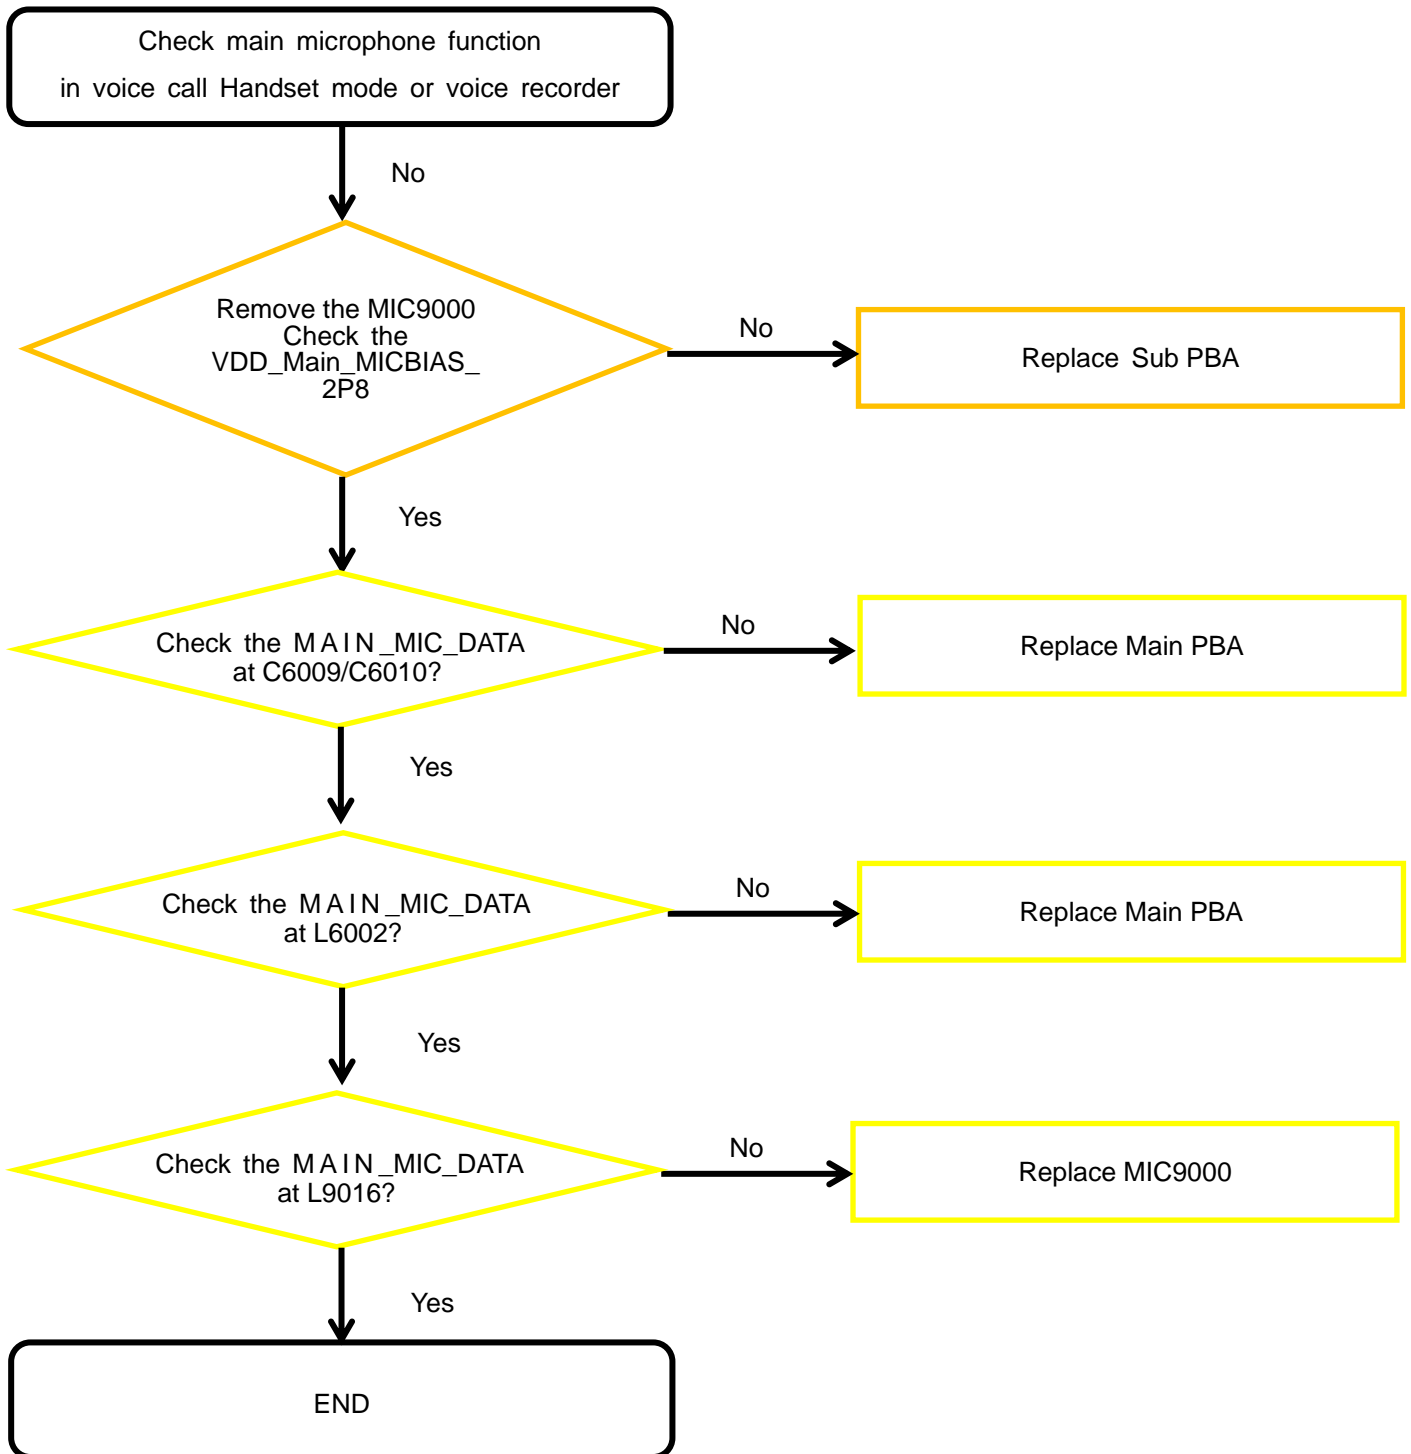 Check main microphone function
in voice call Handset mode or voice recorder
No
Remove the MIC9000
Check the
VDD_Main_MICBIAS_
2P8
No
Replace Sub PBA
Yes
Check the MAIN_MIC_DATA
at C6009/C6010?
No
Replace Main PBA
Yes
Check the MAIN_MIC_DATA
at L6002?
No
Replace Main PBA
Yes
Check the MAIN_MIC_DATA
at L9016?
No
Replace MIC9000
Yes
END